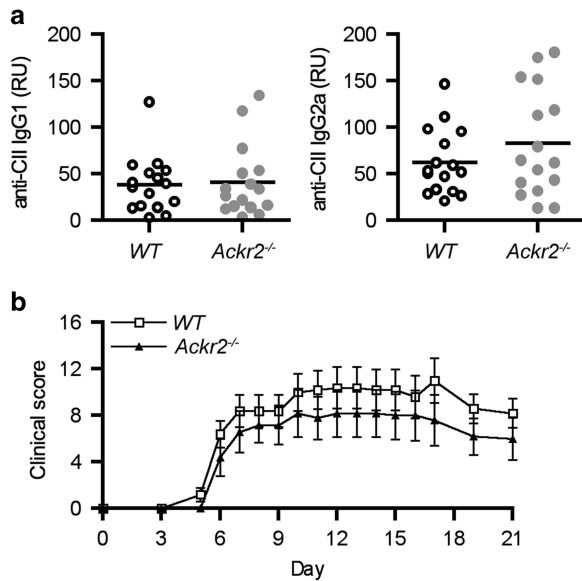 a
200
150
100
50
0
anti-CII IgG1 (RU)
WT
Ackr2-/-
200
150
100
50
0
anti-CII IgG2a (RU)
WT
Ackr2-/-
b
WT
Ackr2-/-
16
12
8
4
0
Clinical score
0 3 6 9 12 15 18 21
Day